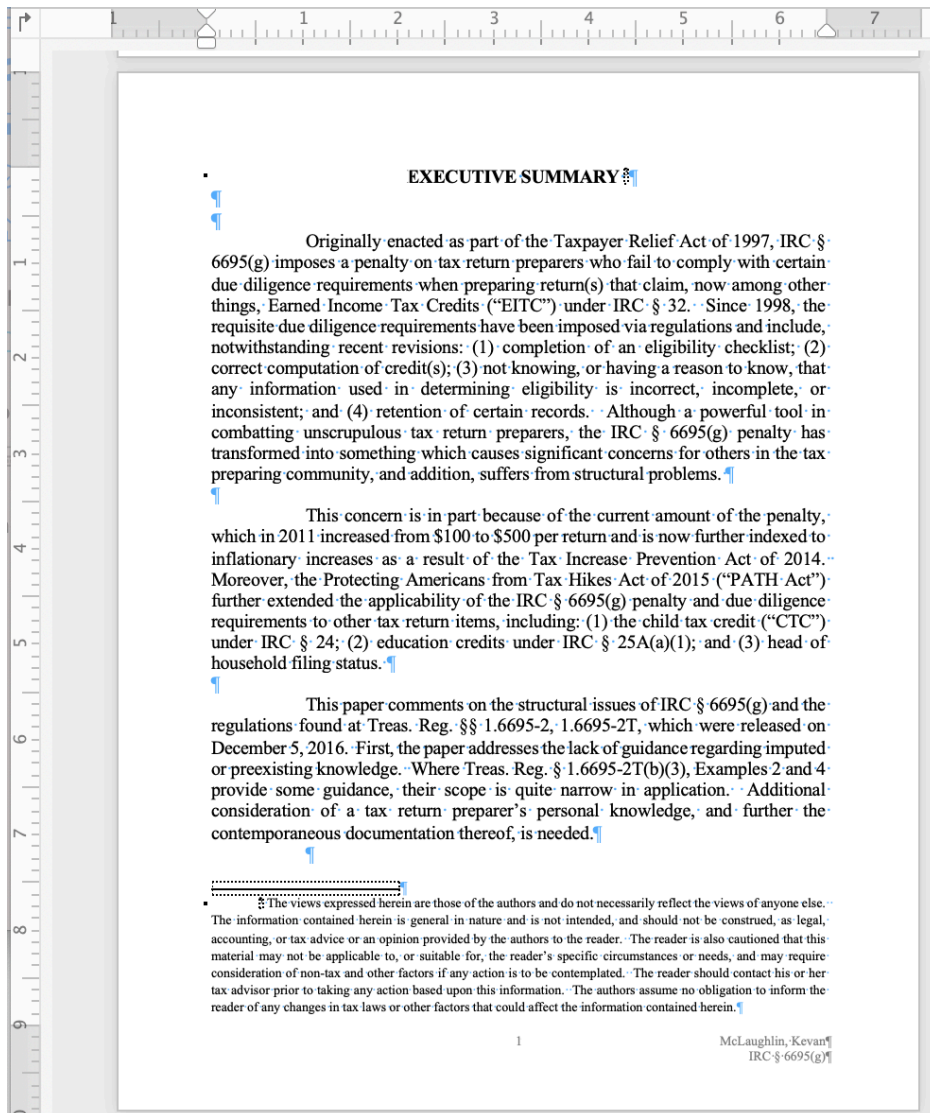 1 1 2 3 4 5 6 7
EXECUTIVE SUMMARY
Originally enacted as part of the Taxpayer Relief Act of 1997, IRC §
6695(g) imposes a penalty on tax return preparers who fail to comply with certain
due diligence requirements when preparing return(s) that claim, now among other
things, Earned Income Tax Credits (“EITC”) under IRC § 32. Since 1998, the
requisite due diligence requirements have been imposed via regulations and include,
notwithstanding recent revisions: (1) completion of an eligibility checklist; (2)
correct computation of credit(s); (3) not knowing, or having a reason to know, that
any information used in determining eligibility is incorrect, incomplete, or
inconsistent; and (4) retention of certain records. Although a powerful tool in
combatting unscrupulous tax return preparers, the IRC § 6695(g) penalty has
transformed into something which causes significant concerns for others in the tax
preparing community, and addition, suffers from structural problems.
This concern is in part because of the current amount of the penalty,
which in 2011 increased from $100 to $500 per return and is now further indexed to
inflationary increases as a result of the Tax Increase Prevention Act of 2014.
Moreover, the Protecting Americans from Tax Hikes Act of 2015 (“PATH Act”)
further extended the applicability of the IRC § 6695(g) penalty and due diligence
requirements to other tax return items, including: (1) the child tax credit (“CTC”)
under IRC § 24; (2) education credits under IRC § 25A(a)(1); and (3) head of
household filing status.
This paper comments on the structural issues of IRC § 6695(g) and the
regulations found at Treas. Reg. §§ 1.6695-2, 1.6695-2T, which were released on
December 5, 2016. First, the paper addresses the lack of guidance regarding imputed
or preexisting knowledge. Where Treas. Reg. § 1.6695-2T(b)(3), Examples 2 and 4
provide some guidance, their scope is quite narrow in application. Additional
consideration of a tax return preparer’s personal knowledge, and further the
contemporaneous documentation thereof, is needed.
The views expressed herein are those of the authors and do not necessarily reflect the views of anyone else.
The information contained herein is general in nature and is not intended, and should not be construed, as legal,
accounting, or tax advice or an opinion provided by the authors to the reader. The reader is also cautioned that this
material may not be applicable to, or suitable for, the reader’s specific circumstances or needs, and may require
consideration of non-tax and other factors if any action is to be contemplated. The reader should contact his or her
tax advisor prior to taking any action based upon this information. The authors assume no obligation to inform the
reader of any changes in tax laws or other factors that could affect the information contained herein.
1
McLaughlin, Kevan
IRC § 6695(g)